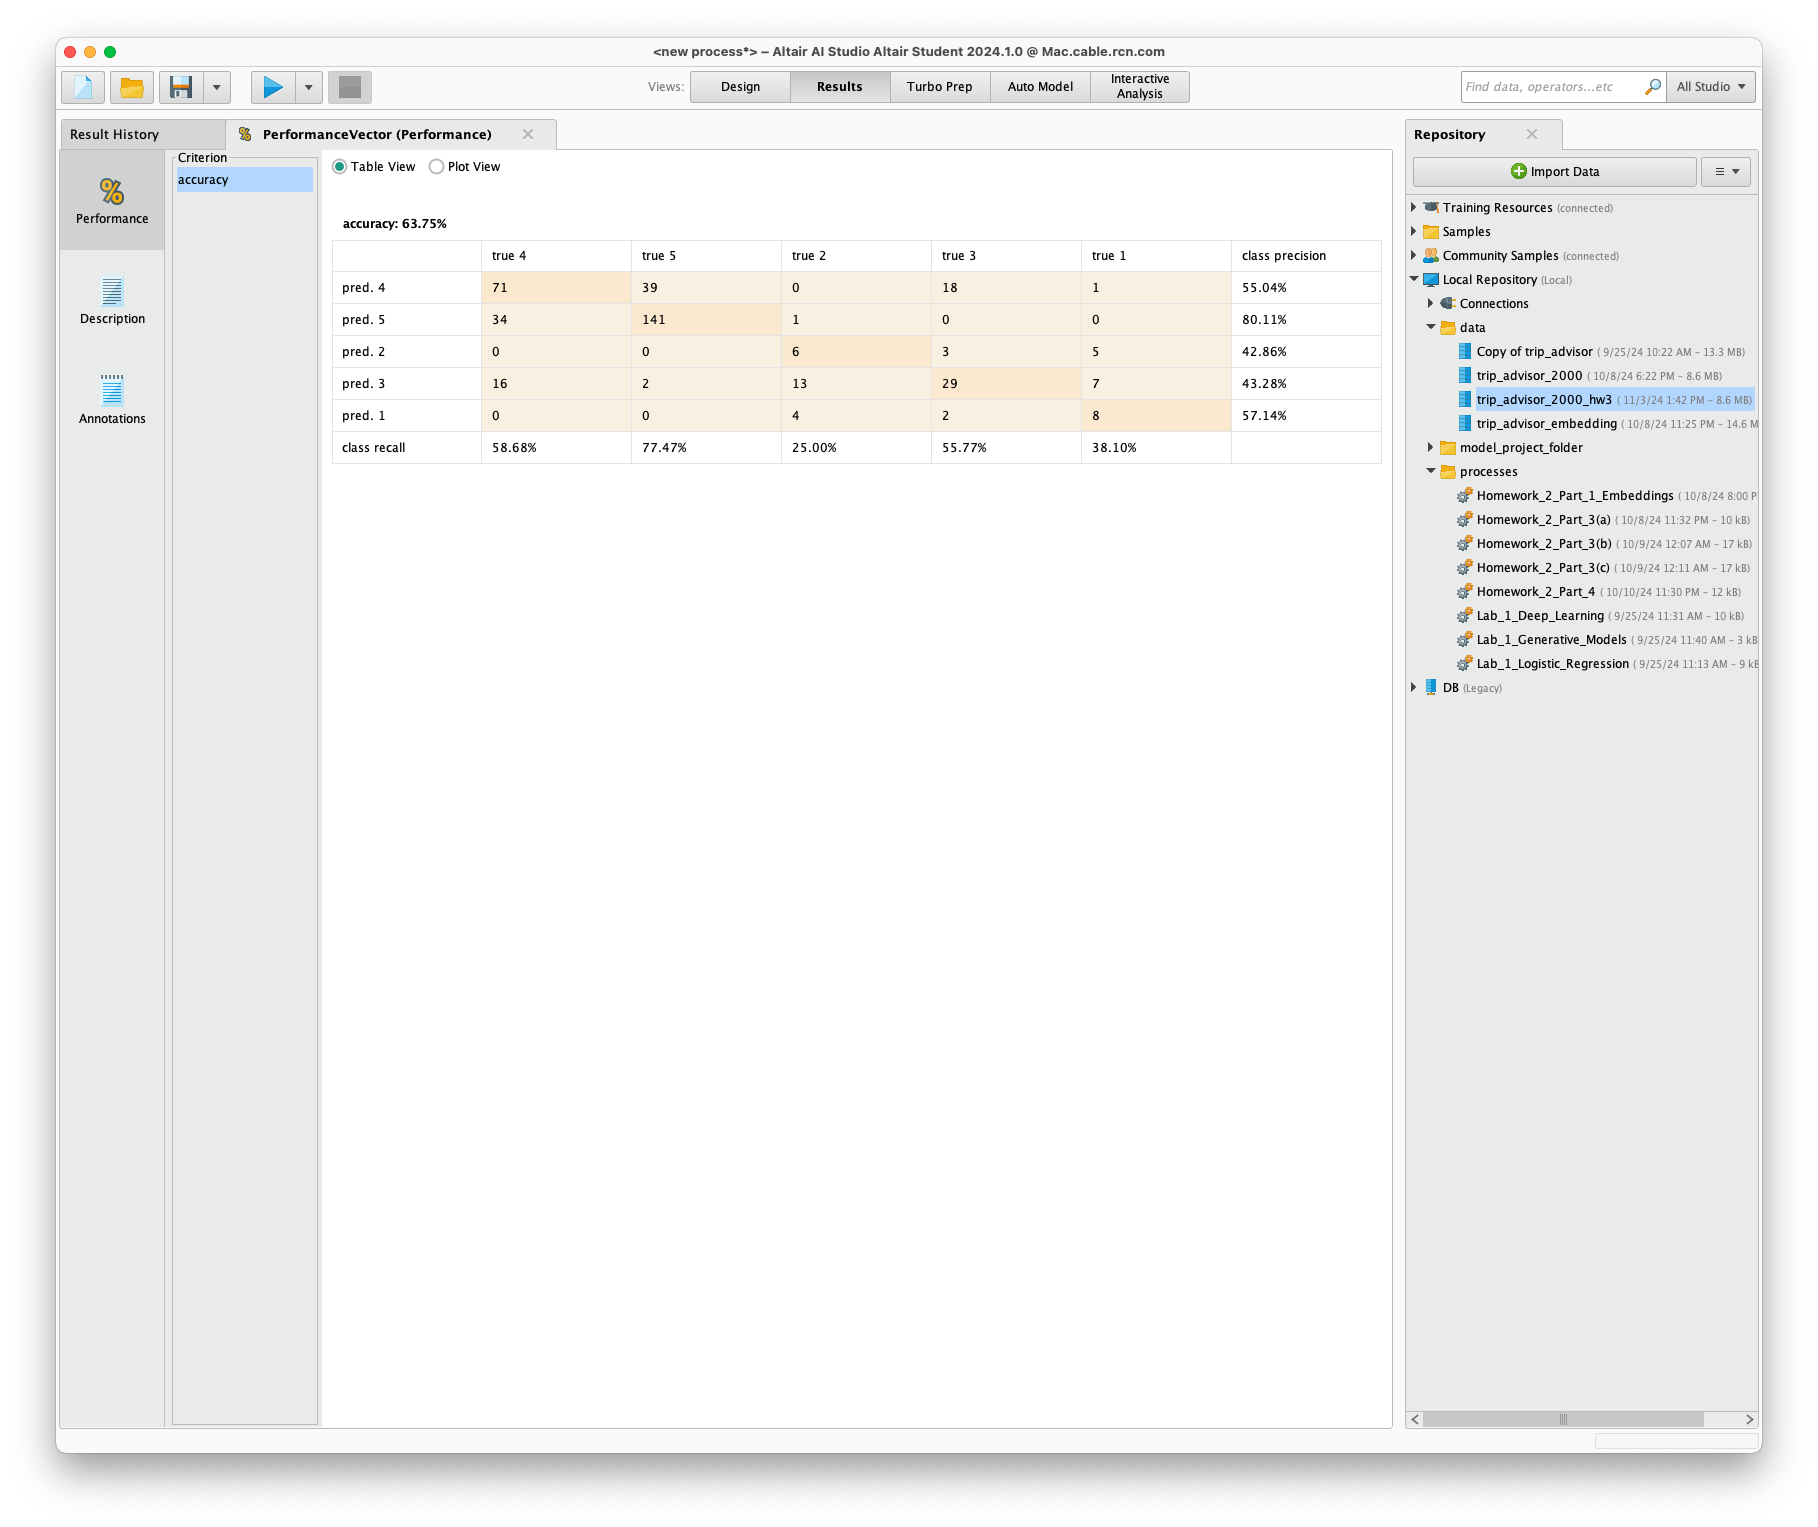 <new process*> – Altair AI Studio Altair Student 2024.1.0 @ Mac.cable.rcn.com
Views: Design Results Turbo Prep Auto Model Interactive Analysis
Find data, operators...etc All Studio
Result History PerformanceVector (Performance)
Performance
Description
Annotations
Criterion
accuracy
Table View Plot View
accuracy: 63.75%
true 4 true 5 true 2 true 3 true 1 class precision
pred. 4 71 39 0 18 1 55.04%
pred. 5 34 141 1 0 0 80.11%
pred. 2 0 0 6 3 5 42.86%
pred. 3 16 2 13 29 7 43.28%
pred. 1 0 0 4 2 8 57.14%
class recall 58.68% 77.47% 25.00% 55.77% 38.10%
Repository
Import Data
Training Resources (connected)
Samples
Community Samples (connected)
Local Repository (Local)
Connections
data
Copy of trip_advisor ( 9/25/24 10:22 AM – 13.3 MB)
trip_advisor_2000 ( 10/8/24 6:22 PM – 8.6 MB)
trip_advisor_2000_hw3 ( 11/3/24 1:42 PM – 8.6 MB)
trip_advisor_embedding ( 10/8/24 11:25 PM – 14.6 M
model_project_folder
processes
Homework_2_Part_1_Embeddings ( 10/8/24 8:00 P
Homework_2_Part_3(a) ( 10/8/24 11:32 PM – 10 kB)
Homework_2_Part_3(b) ( 10/9/24 12:07 AM – 17 kB)
Homework_2_Part_3(c) ( 10/9/24 12:11 AM – 17 kB)
Homework_2_Part_4 ( 10/10/24 11:30 PM – 12 kB)
Lab_1_Deep_Learning ( 9/25/24 11:31 AM – 10 kB)
Lab_1_Generative_Models ( 9/25/24 11:40 AM – 3 kB
Lab_1_Logistic_Regression ( 9/25/24 11:13 AM – 9 kB
DB (Legacy)